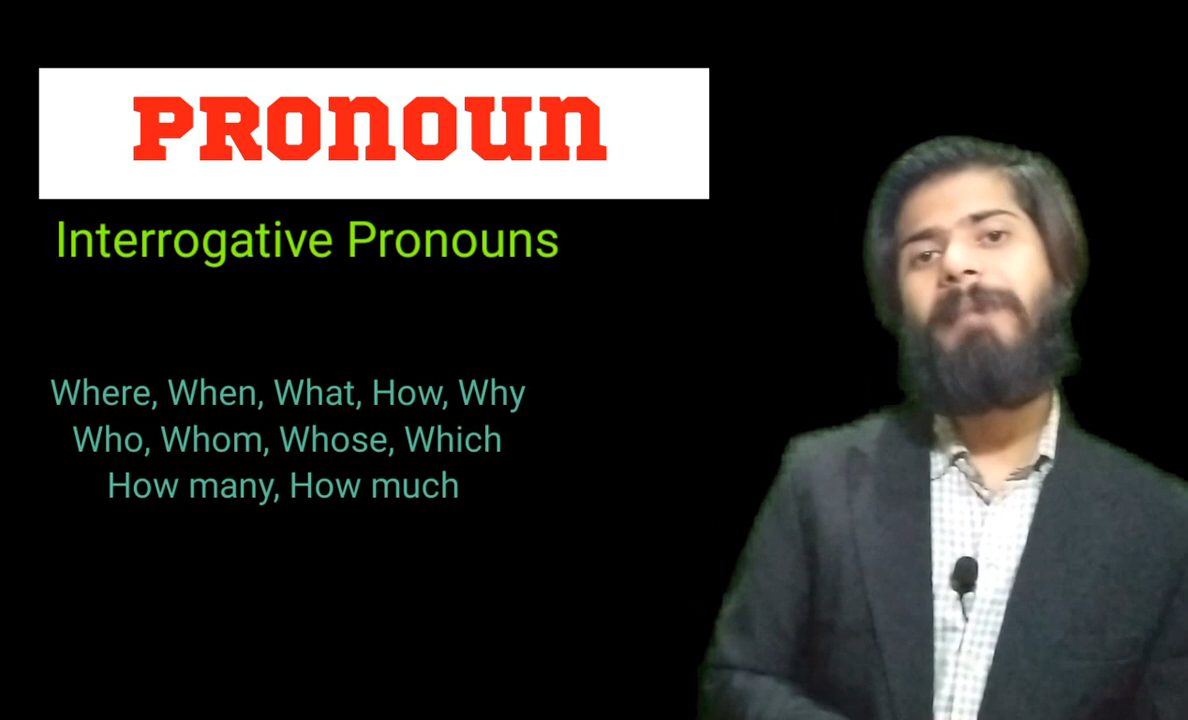 PRONOUN
Interrogative Pronouns
Where, When, What, How, Why
Who, Whom, Whose, Which
How many, How much